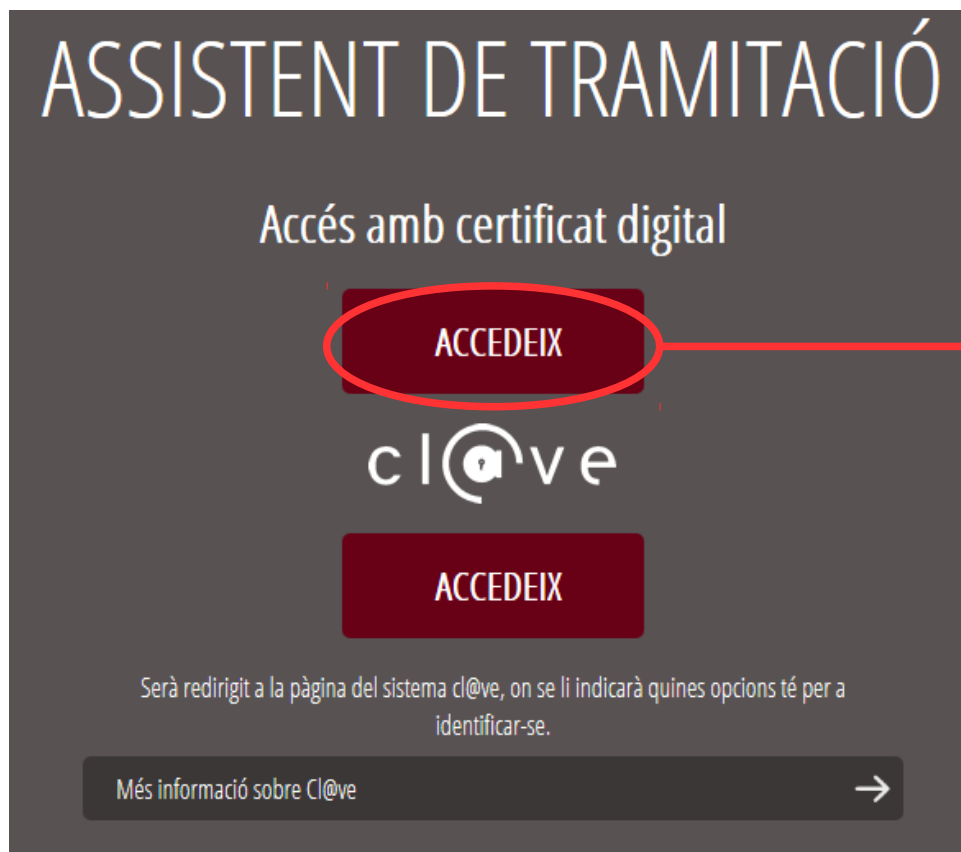 ASSISTENT DE TRAMITACIÓ
Accés amb certificat digital
ACCEDEIX
cl@ve
ACCEDEIX
Serà redirigit a la pàgina del sistema cl@ve, on se li indicarà quines opcions té per a
identificar-se.
Més informació sobre Cl@ve